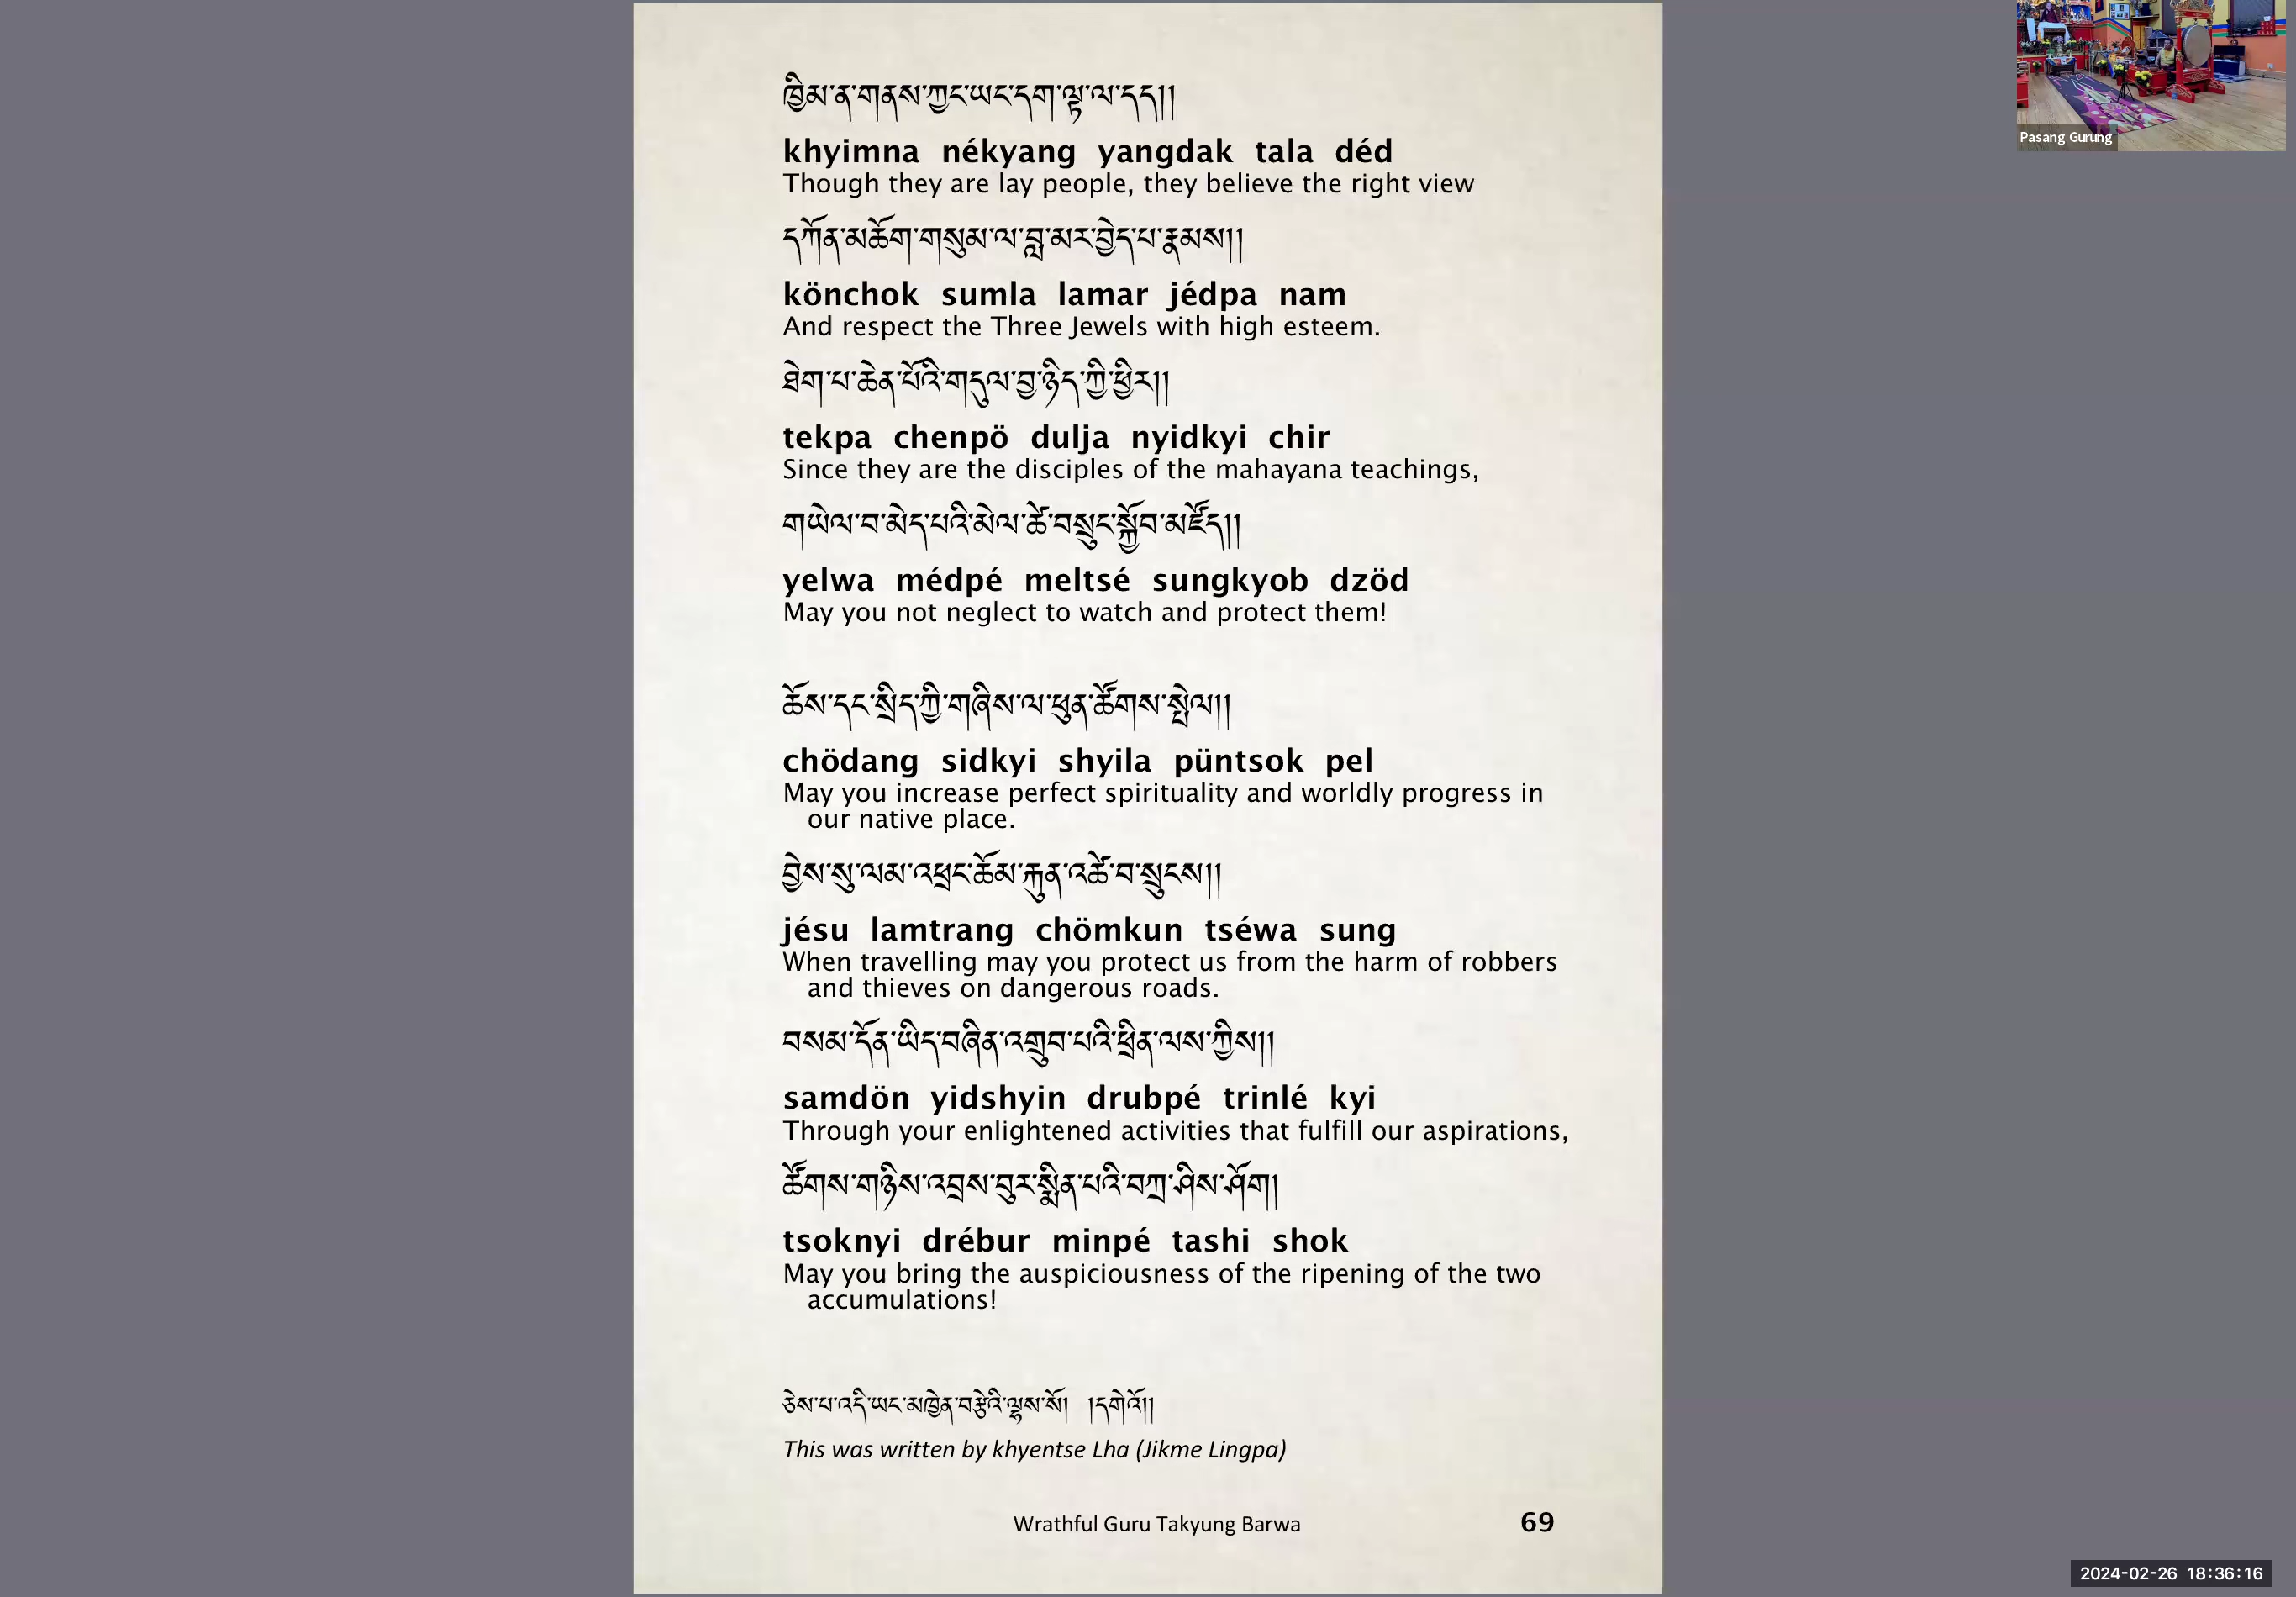 ཁྱིམ་ན་གནས་ཀྱང་ཡང་དག་ལྟ་ལ་དད།།
khyimna nékyang yangdak tala déd
Though they are lay people, they believe the right view
དཀོན་མཆོག་གསུམ་ལ་བླ་མར་བྱེད་པ་རྣམས།།
könchok sumla lamar jédpa nam
And respect the Three Jewels with high esteem.
ཐེག་པ་ཆེན་པོའི་གདུལ་བྱ་ཉིད་ཀྱི་ཕྱིར།།
tekpa chenpö dulja nyidkyi chir
Since they are the disciples of the mahayana teachings,
གཡེལ་བ་མེད་པའི་མེལ་ཚེ་བསྲུང་སྐྱོབ་མཛོད།།
yelwa médpé meltsé sungkyob dzöd
May you not neglect to watch and protect them!
ཆོས་དང་སྲིད་ཀྱི་གཞིས་ལ་ཕུན་ཚོགས་སྤེལ།།
chödang sidkyi shyila püntsok pel
May you increase perfect spirituality and worldly progress in
our native place.
བྱེས་སུ་ལམ་འཕྲང་ཆོམ་རྐུན་འཚེ་བ་སྲུངས།།
jésu lamtrang chömkun tséwa sung
When travelling may you protect us from the harm of robbers
and thieves on dangerous roads.
བསམ་དོན་ཡིད་བཞིན་འགྲུབ་པའི་ཕྲིན་ལས་ཀྱིས།།
samdön yidshyin drubpé trinlé kyi
Through your enlightened activities that fulfill our aspirations,
ཚོགས་གཉིས་འབྲས་བུར་སྨིན་པའི་བཀྲ་ཤིས་ཤོག།
tsoknyi drébur minpé tashi shok
May you bring the auspiciousness of the ripening of the two
accumulations!
ཅེས་པ་འདི་ཡང་མཁྱེན་བརྩེའི་ལྷས་སོ། །དགེའོ།།
This was written by khyentse Lha (Jikme Lingpa)
Wrathful Guru Takyung Barwa 69
Pasang Gurung
2024-02-26 18:36:16